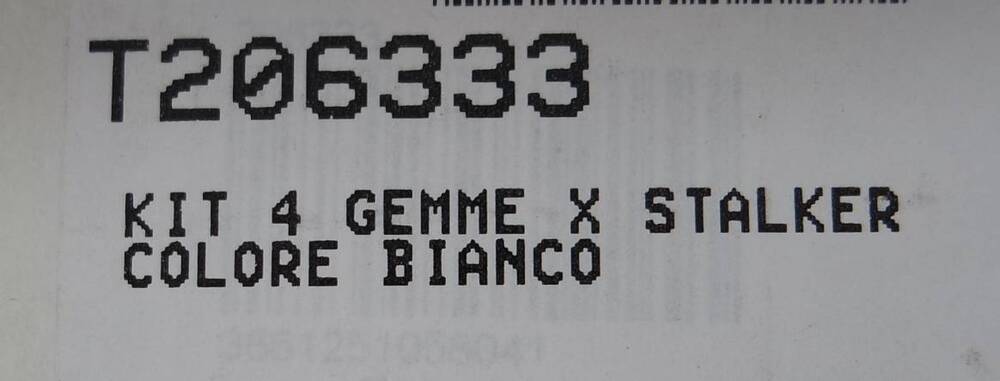 T206333
KIT 4 GEMME X STALKER
COLORE BIANCO